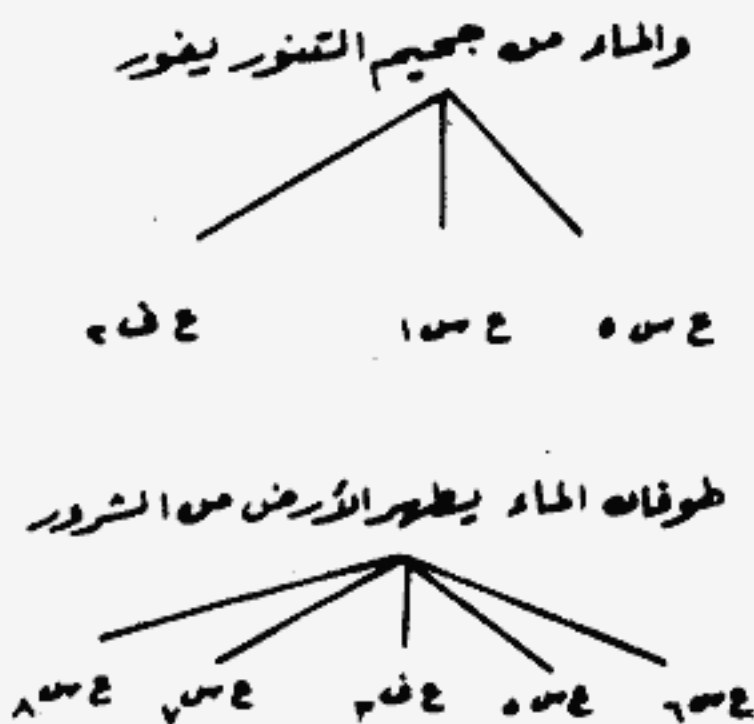 والماء من جحيم التنور يفور
ع س ٥ ع س ١ ع ف ٢
طوفان الماء يطهر الأرض من الشرور
ع س ٦ ع س ٥ ع ف ٣ ع س ٧ ع س ٨